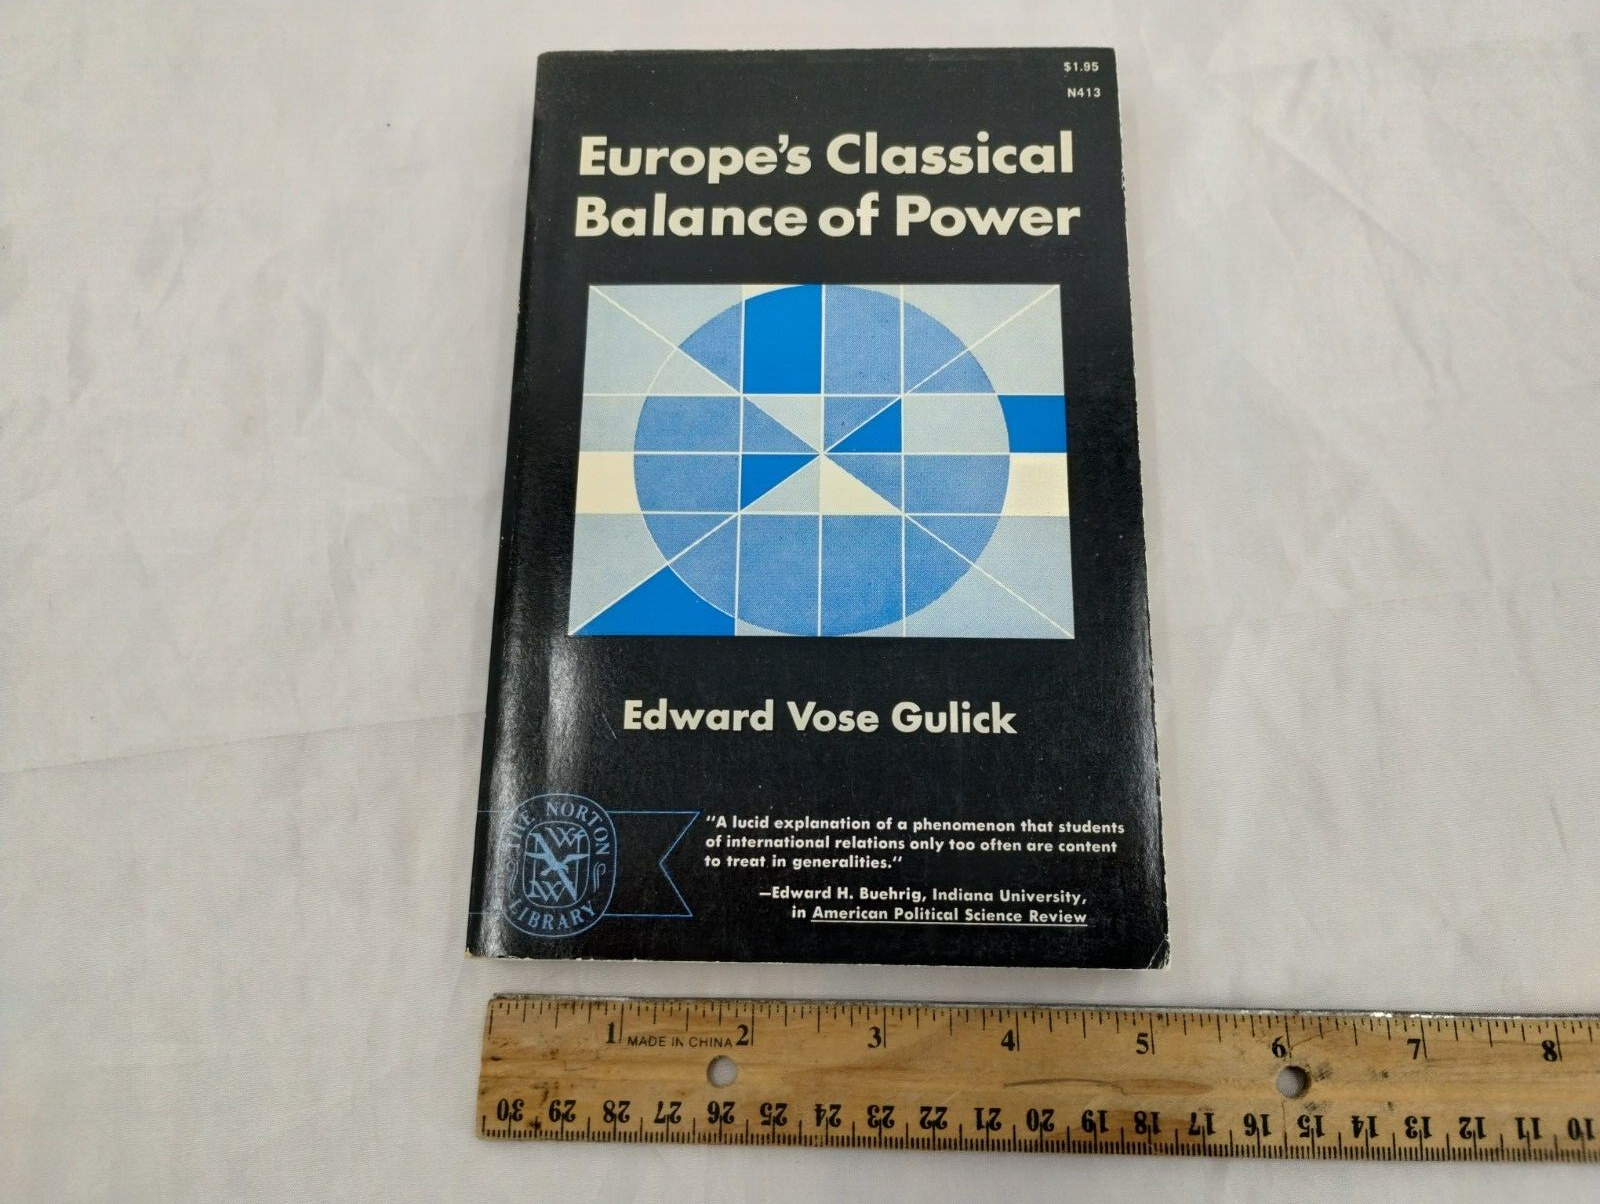 $1.95
N413
Europe's Classical
Balance of Power
Edward Vose Gulick
THE NORTON
LIBRARY
"A lucid explanation of a phenomenon that students
of international relations only too often are content
to treat in generalities."
—Edward H. Buehrig, Indiana University,
in American Political Science Review
1 MADE IN CHINA 2 3 4 5 6 7 8
30 29 28 27 26 25 24 23 22 21 20 19 18 17 16 15 14 13 12 11 10